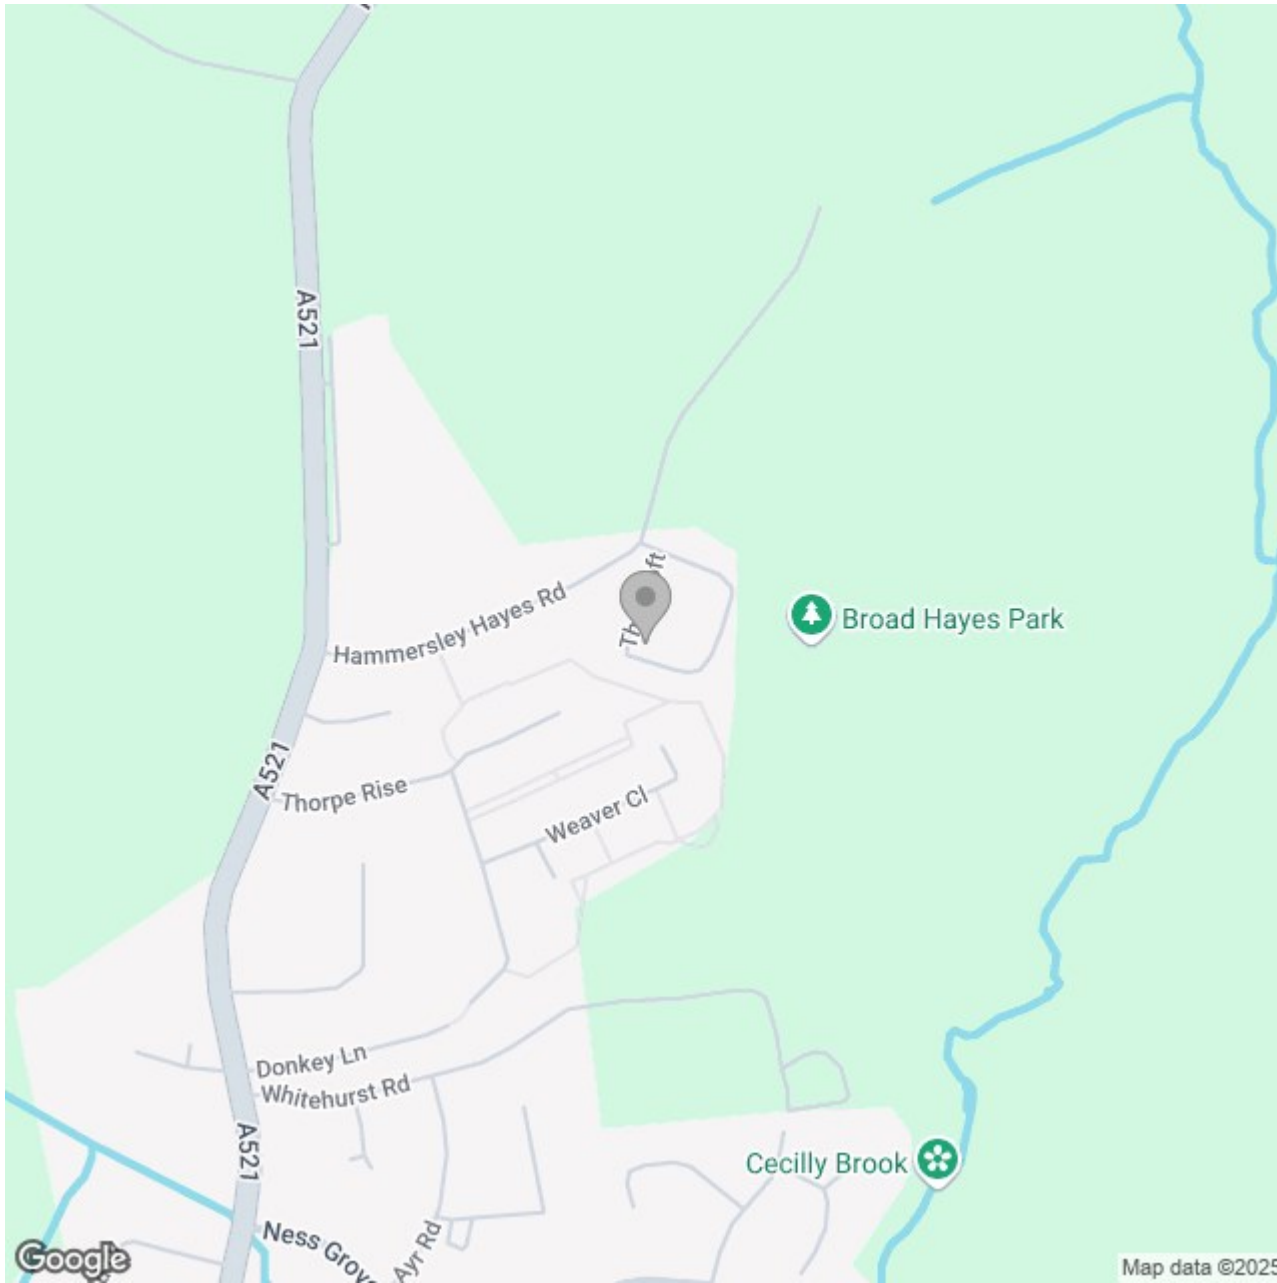 A521
Hammersley Hayes Rd
Broad Hayes Park
A521
Thorpe Rise
Weaver Cl
Donkey Ln
Whitehurst Rd
A521
Cecilly Brook
Ness Grove
Ayr Rd
Google
Map data ©2025